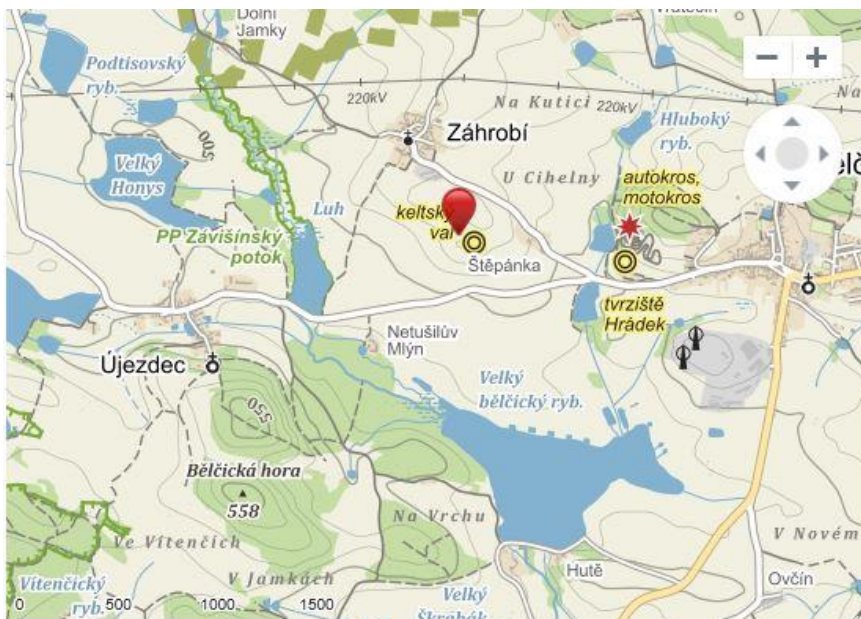 Dolní
Jamky
Podtisovský
ryb.
220kV
Na Kutici
220kV
Hluboký
ryb.
500
Záhrobí
Velký
Honys
U Cihelny
autokros,
motokros
keltský
val
Luh
PP Závišínský
potok
Štěpánka
tvrziště
Hrádek
Netušilův
Mlýn
Újezdec
Velký
bělčický ryb.
550
Bělčická hora
558
Na Vrchu
Ve Vítenčích
V Novém
V Jamkách
Hutě
Ovčín
Vítenčický
ryb.
Velký
Škrobák
0 500 1000 1500